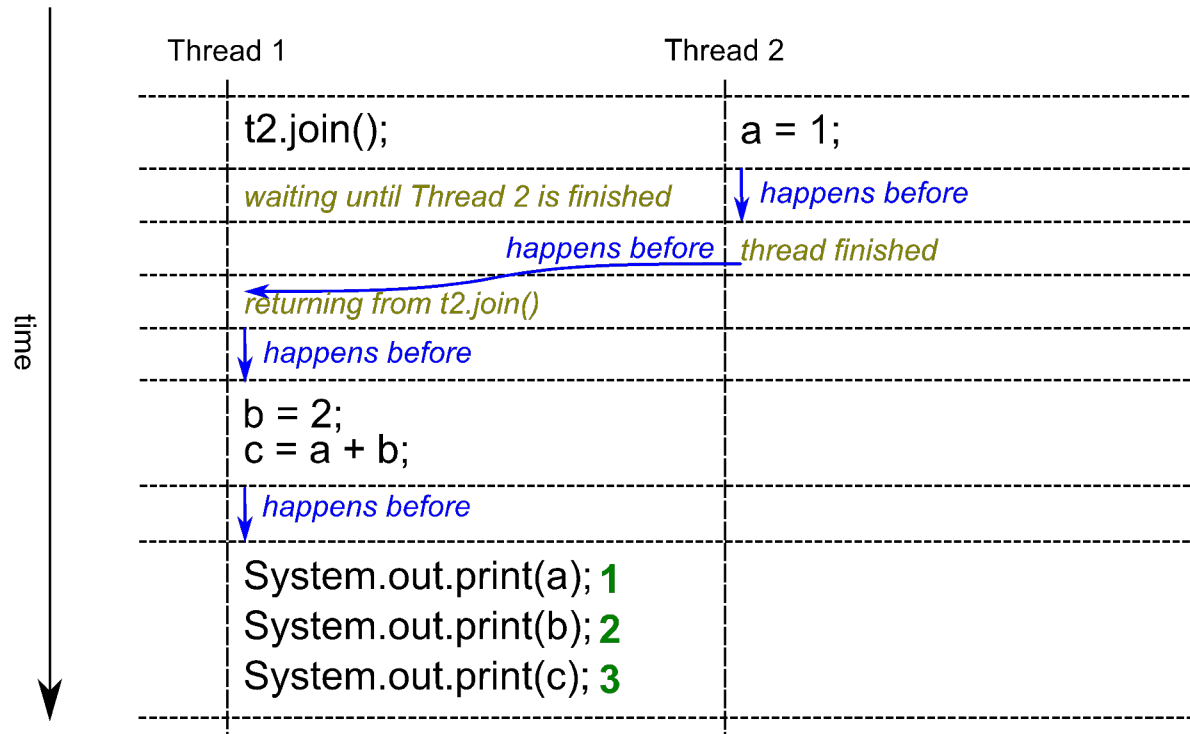 Thread 1 Thread 2
t2.join(); a = 1;
waiting until Thread 2 is finished happens before
happens before thread finished
returning from t2.join()
time
happens before
b = 2;
c = a + b;
happens before
System.out.print(a); 1
System.out.print(b); 2
System.out.print(c); 3